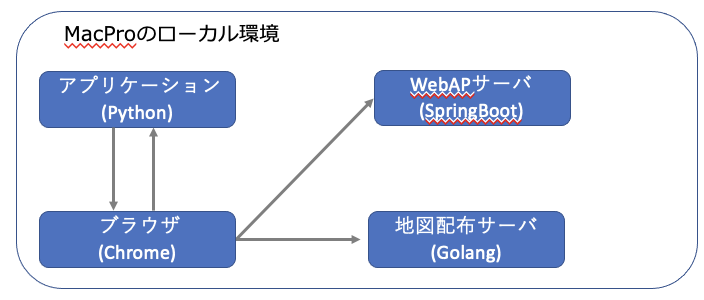 MacProのローカル環境
アプリケーション
(Python)
WebAPサーバ
(SpringBoot)
ブラウザ
(Chrome)
地図配布サーバ
(Golang)